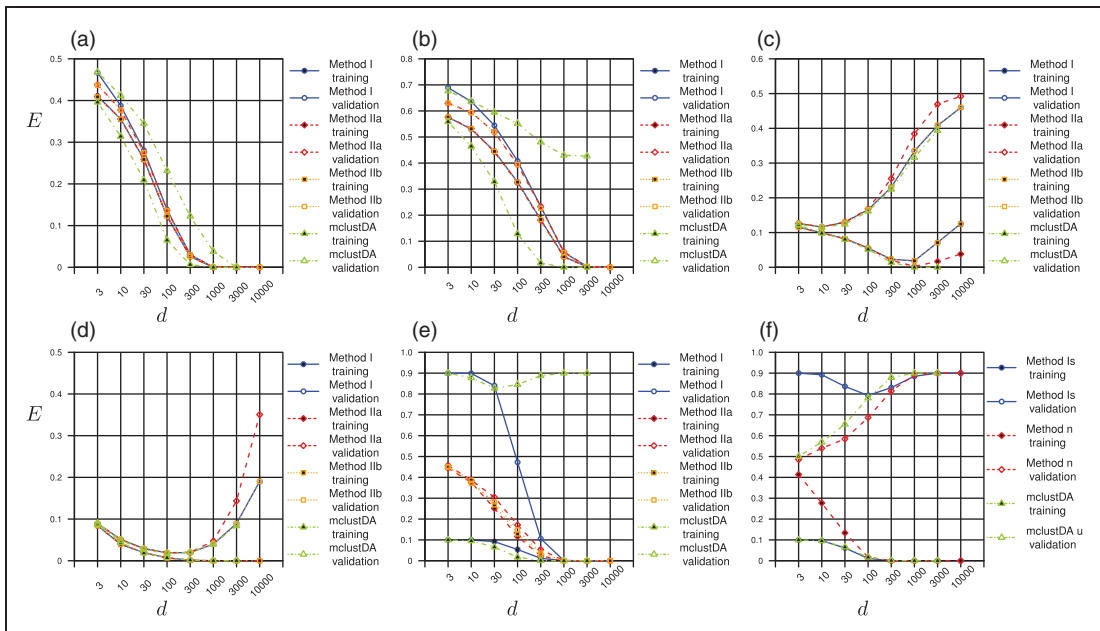 (a)
E
0.5
0.4
0.3
0.2
0.1
0
3
10
30
100
300
1000
3000
10000
d
Method I
training
Method I
validation
Method IIa
training
Method IIa
validation
Method IIb
training
Method IIb
validation
mclustDA
training
mclustDA
validation
(b)
0.8
0.7
0.6
0.5
0.4
0.3
0.2
0.1
0
3
10
30
100
300
1000
3000
10000
d
Method I
training
Method I
validation
Method IIa
training
Method IIa
validation
Method IIb
training
Method IIb
validation
mclustDA
training
mclustDA
validation
(c)
0.6
0.5
0.4
0.3
0.2
0.1
0
3
10
30
100
300
1000
3000
10000
d
Method I
training
Method I
validation
Method IIa
training
Method IIa
validation
Method IIb
training
Method IIb
validation
mclustDA
training
mclustDA
validation
(d)
E
0.5
0.4
0.3
0.2
0.1
0
3
10
30
100
300
1000
3000
10000
d
Method I
training
Method I
validation
Method IIa
training
Method IIa
validation
Method IIb
training
Method IIb
validation
mclustDA
training
mclustDA
validation
(e)
1.0
0.9
0.8
0.7
0.6
0.5
0.4
0.3
0.2
0.1
0
3
10
30
100
300
1000
3000
10000
d
Method I
training
Method I
validation
Method IIa
training
Method IIa
validation
Method IIb
training
Method IIb
validation
mclustDA
training
mclustDA
validation
(f)
1.0
0.9
0.8
0.7
0.6
0.5
0.4
0.3
0.2
0.1
0
3
10
30
100
300
1000
3000
10000
d
Method Is
training
Method Is
validation
Method n
training
Method n
validation
mclustDA
training
mclustDA u
validation